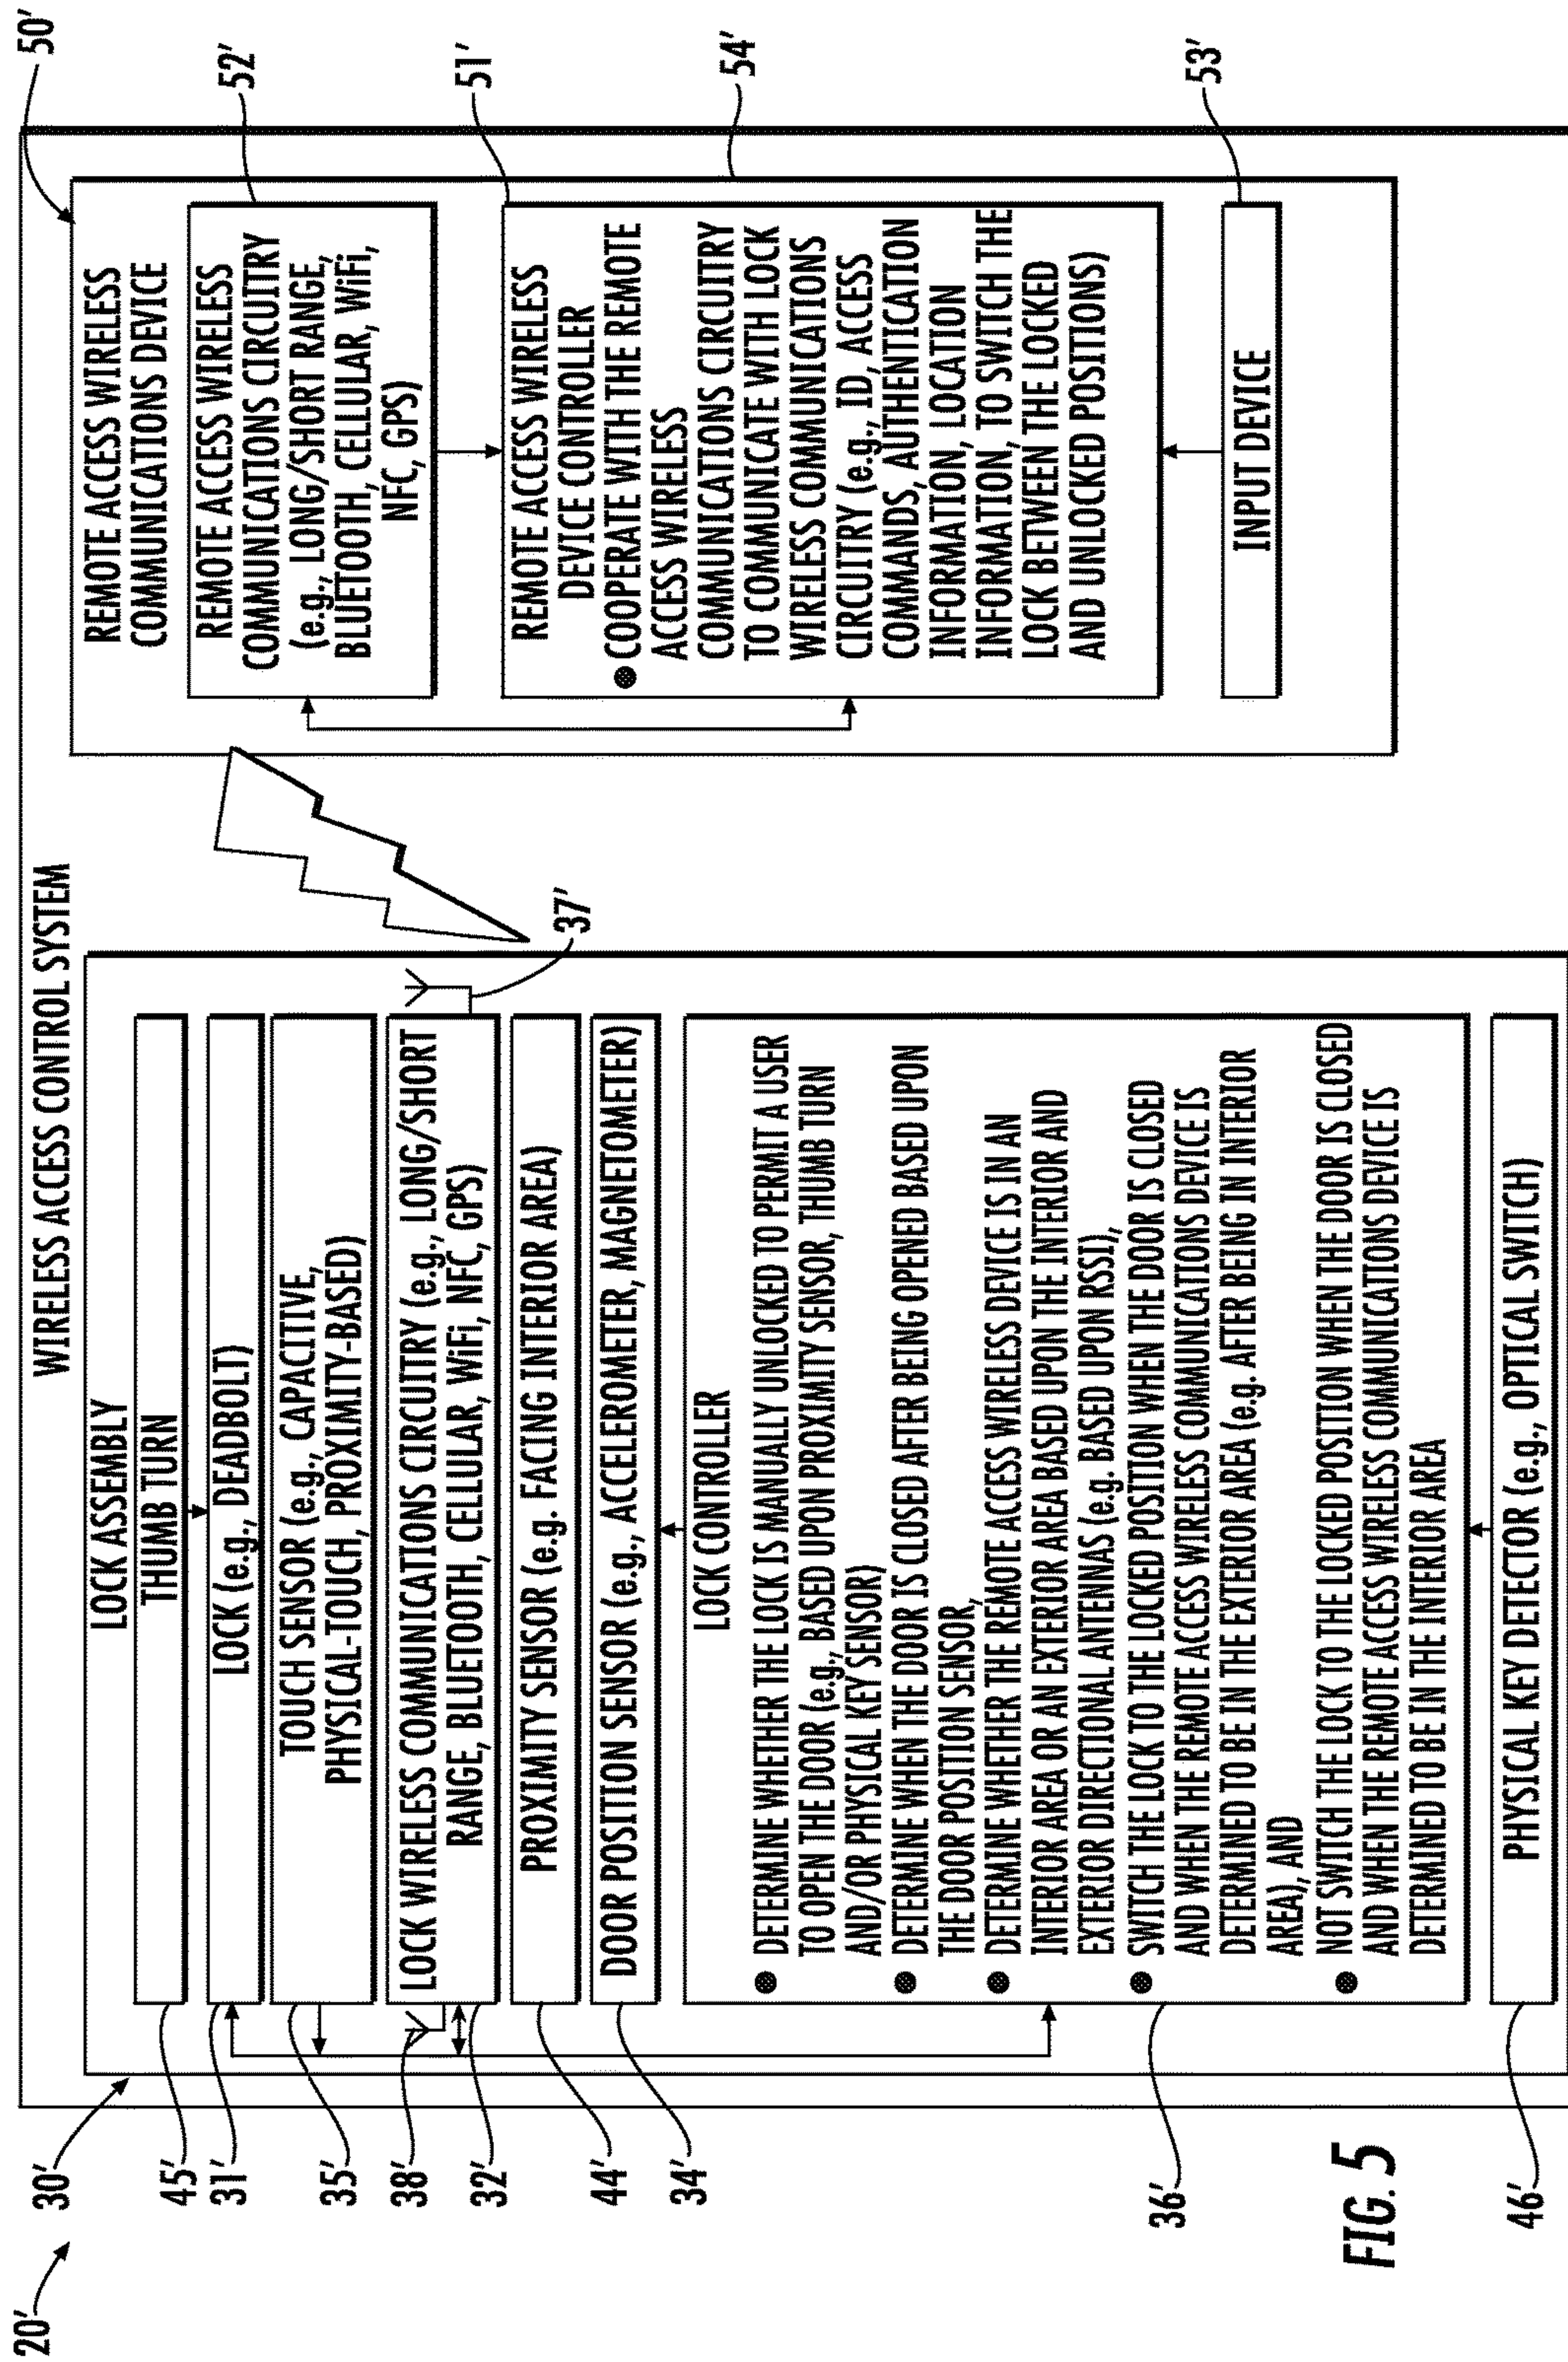 WIRELESS ACCESS CONTROL SYSTEM
20′
30′
LOCK ASSEMBLY
45′
THUMB TURN
31′
LOCK (e.g., DEADBOLT)
35′
TOUCH SENSOR (e.g., CAPACITIVE,
PHYSICAL-TOUCH, PROXIMITY-BASED)
38′
32′
LOCK WIRELESS COMMUNICATIONS CIRCUITRY (e.g., LONG/SHORT
RANGE, BLUETOOTH, CELLULAR, WiFi, NFC, GPS)
37′
44′
PROXIMITY SENSOR (e.g. FACING INTERIOR AREA)
34′
DOOR POSITION SENSOR (e.g., ACCELEROMETER, MAGNETOMETER)
36′
LOCK CONTROLLER
● DETERMINE WHETHER THE LOCK IS MANUALLY UNLOCKED TO PERMIT A USER
TO OPEN THE DOOR (e.g., BASED UPON PROXIMITY SENSOR, THUMB TURN
AND/OR PHYSICAL KEY SENSOR)
● DETERMINE WHEN THE DOOR IS CLOSED AFTER BEING OPENED BASED UPON
THE DOOR POSITION SENSOR,
● DETERMINE WHETHER THE REMOTE ACCESS WIRELESS DEVICE IS IN AN
INTERIOR AREA OR AN EXTERIOR AREA BASED UPON THE INTERIOR AND
EXTERIOR DIRECTIONAL ANTENNAS (e.g. BASED UPON RSSI),
● SWITCH THE LOCK TO THE LOCKED POSITION WHEN THE DOOR IS CLOSED
AND WHEN THE REMOTE ACCESS WIRELESS COMMUNICATIONS DEVICE IS
DETERMINED TO BE IN THE EXTERIOR AREA (e.g. AFTER BEING IN INTERIOR
AREA), AND
● NOT SWITCH THE LOCK TO THE LOCKED POSITION WHEN THE DOOR IS CLOSED
AND WHEN THE REMOTE ACCESS WIRELESS COMMUNICATIONS DEVICE IS
DETERMINED TO BE IN THE INTERIOR AREA
46′
PHYSICAL KEY DETECTOR (e.g., OPTICAL SWITCH)
50′
REMOTE ACCESS WIRELESS
COMMUNICATIONS DEVICE
52′
REMOTE ACCESS WIRELESS
COMMUNICATIONS CIRCUITRY
(e.g., LONG/SHORT RANGE,
BLUETOOTH, CELLULAR, WiFi,
NFC, GPS)
51′
REMOTE ACCESS WIRELESS
DEVICE CONTROLLER
● COOPERATE WITH THE REMOTE
ACCESS WIRELESS
COMMUNICATIONS CIRCUITRY
TO COMMUNICATE WITH LOCK
WIRELESS COMMUNICATIONS
CIRCUITRY (e.g., ID, ACCESS
COMMANDS, AUTHENTICATION
INFORMATION, LOCATION
INFORMATION, TO SWITCH THE
LOCK BETWEEN THE LOCKED
AND UNLOCKED POSITIONS)
54′
53′
INPUT DEVICE
FIG. 5